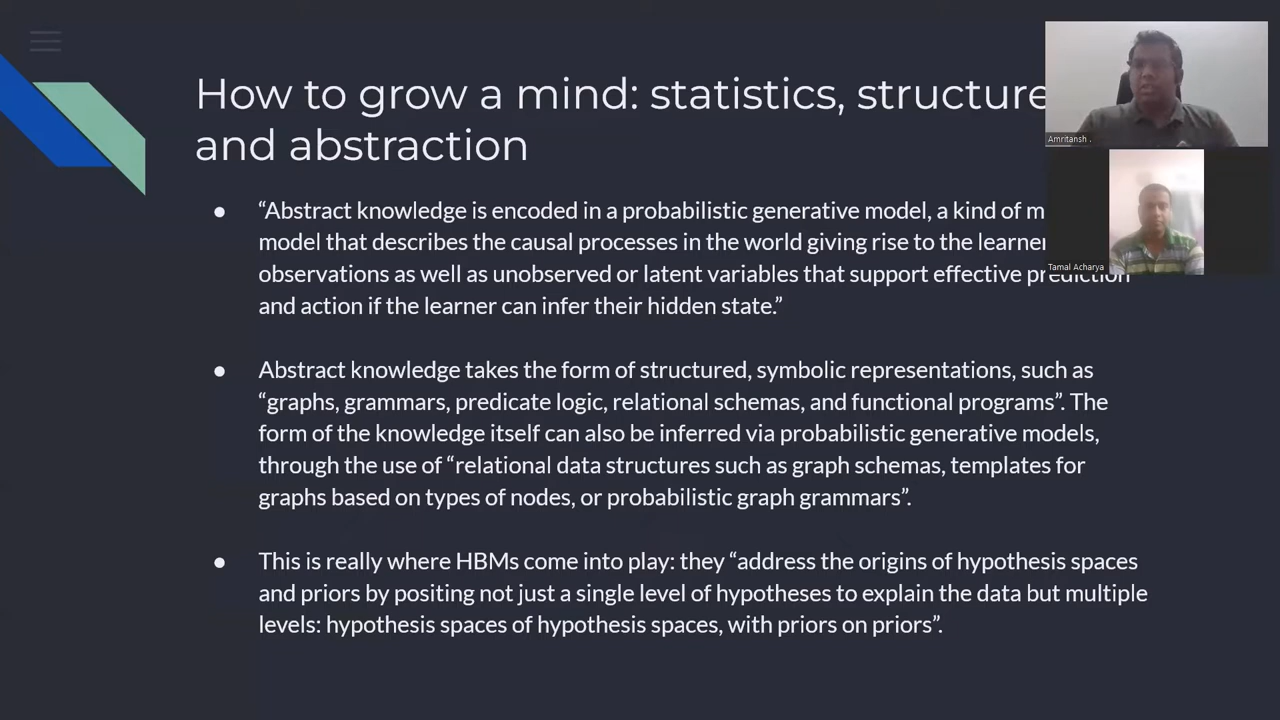 How to grow a mind: statistics, structure
and abstraction
● “Abstract knowledge is encoded in a probabilistic generative model, a kind of
model that describes the causal processes in the world giving rise to the learner
observations as well as unobserved or latent variables that support effective prediction
and action if the learner can infer their hidden state.”
● Abstract knowledge takes the form of structured, symbolic representations, such as
“graphs, grammars, predicate logic, relational schemas, and functional programs”. The
form of the knowledge itself can also be inferred via probabilistic generative models,
through the use of “relational data structures such as graph schemas, templates for
graphs based on types of nodes, or probabilistic graph grammars”.
● This is really where HBMs come into play: they “address the origins of hypothesis spaces
and priors by positing not just a single level of hypotheses to explain the data but multiple
levels: hypothesis spaces of hypothesis spaces, with priors on priors”.
Amritansh .
Tamal Acharya